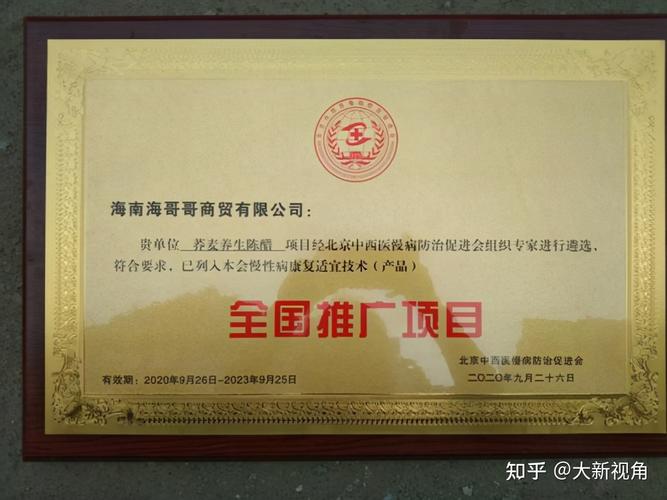 海南海哥哥商贸有限公司：
贵单位 荞麦养生陈醋 项目经北京中西医慢病防治促进会组织专家进行遴选，
符合要求，已列入本会慢性病康复适宜技术（产品）
全国推广项目
北京中西医慢病防治促进会
有效期：2020年9月26日-2023年9月25日
二〇二〇年九月二十六日
知乎 @大新视角